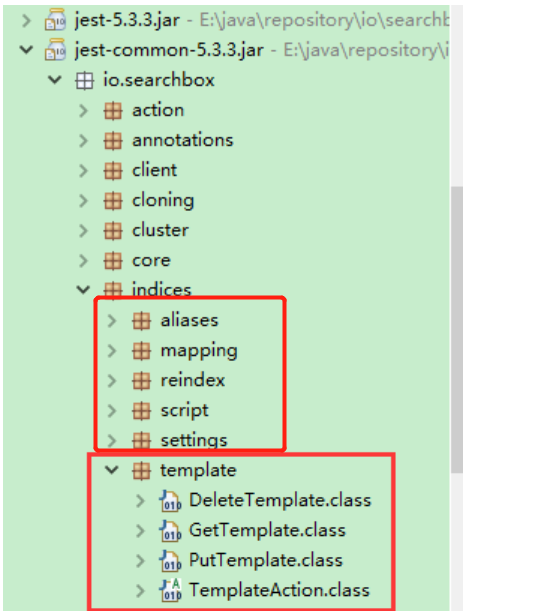 jest-5.3.3.jar - E:\java\repository\io\search
jest-common-5.3.3.jar - E:\java\repository\i
io.searchbox
action
annotations
client
cloning
cluster
core
indices
aliases
mapping
reindex
script
settings
template
DeleteTemplate.class
GetTemplate.class
PutTemplate.class
TemplateAction.class